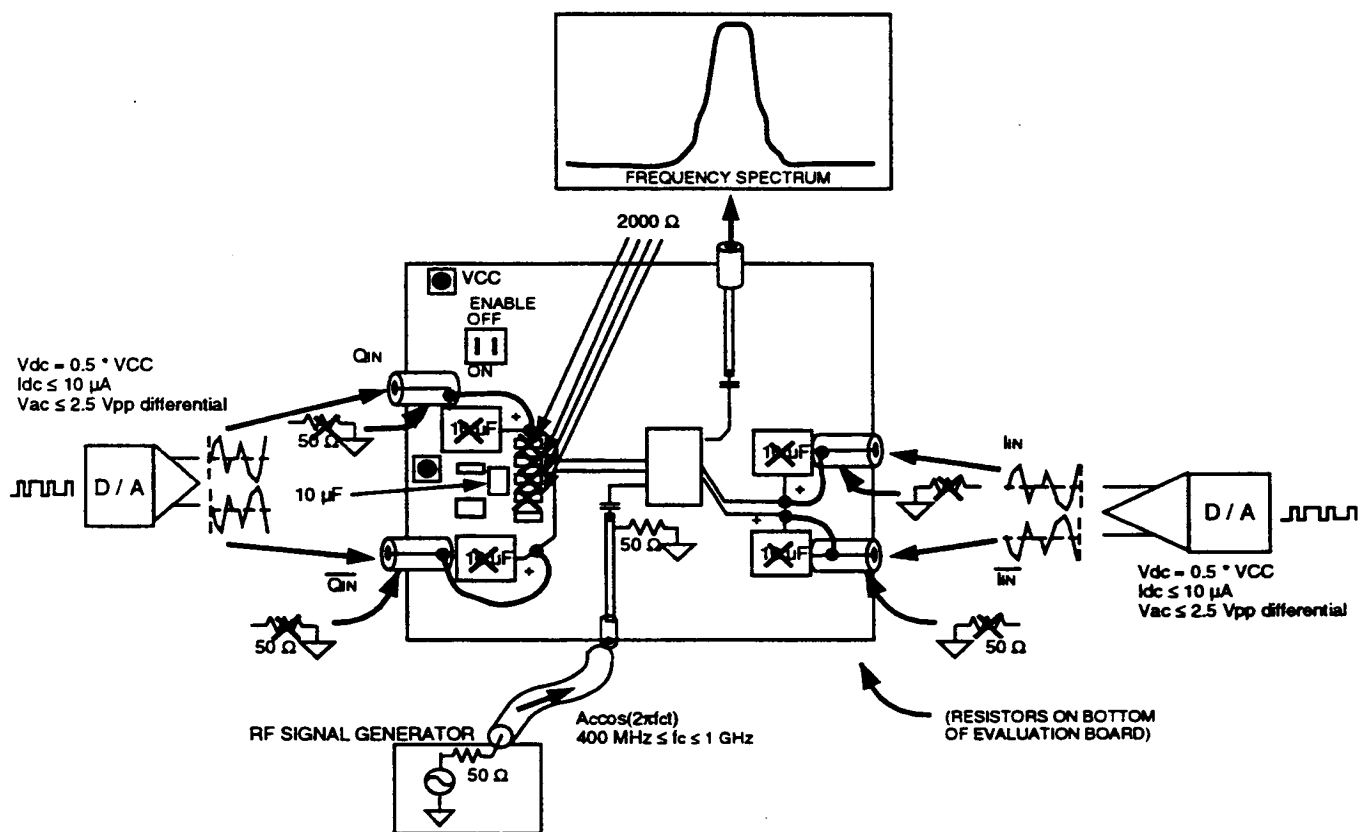 FREQUENCY SPECTRUM
2000 Ω
VCC
ENABLE
OFF
ON
QIN
Vdc = 0.5 * VCC
Idc ≤ 10 µA
Vac ≤ 2.5 Vpp differential
50 Ω
+
D / A
10 µF
QIN
+
50 Ω
50 Ω
+
+
IIN
IIN
D / A
Vdc = 0.5 * VCC
Idc ≤ 10 µA
Vac ≤ 2.5 Vpp differential
50 Ω
RF SIGNAL GENERATOR
50 Ω
Accos(2πfct)
400 MHz ≤ fc ≤ 1 GHz
(RESISTORS ON BOTTOM
OF EVALUATION BOARD)